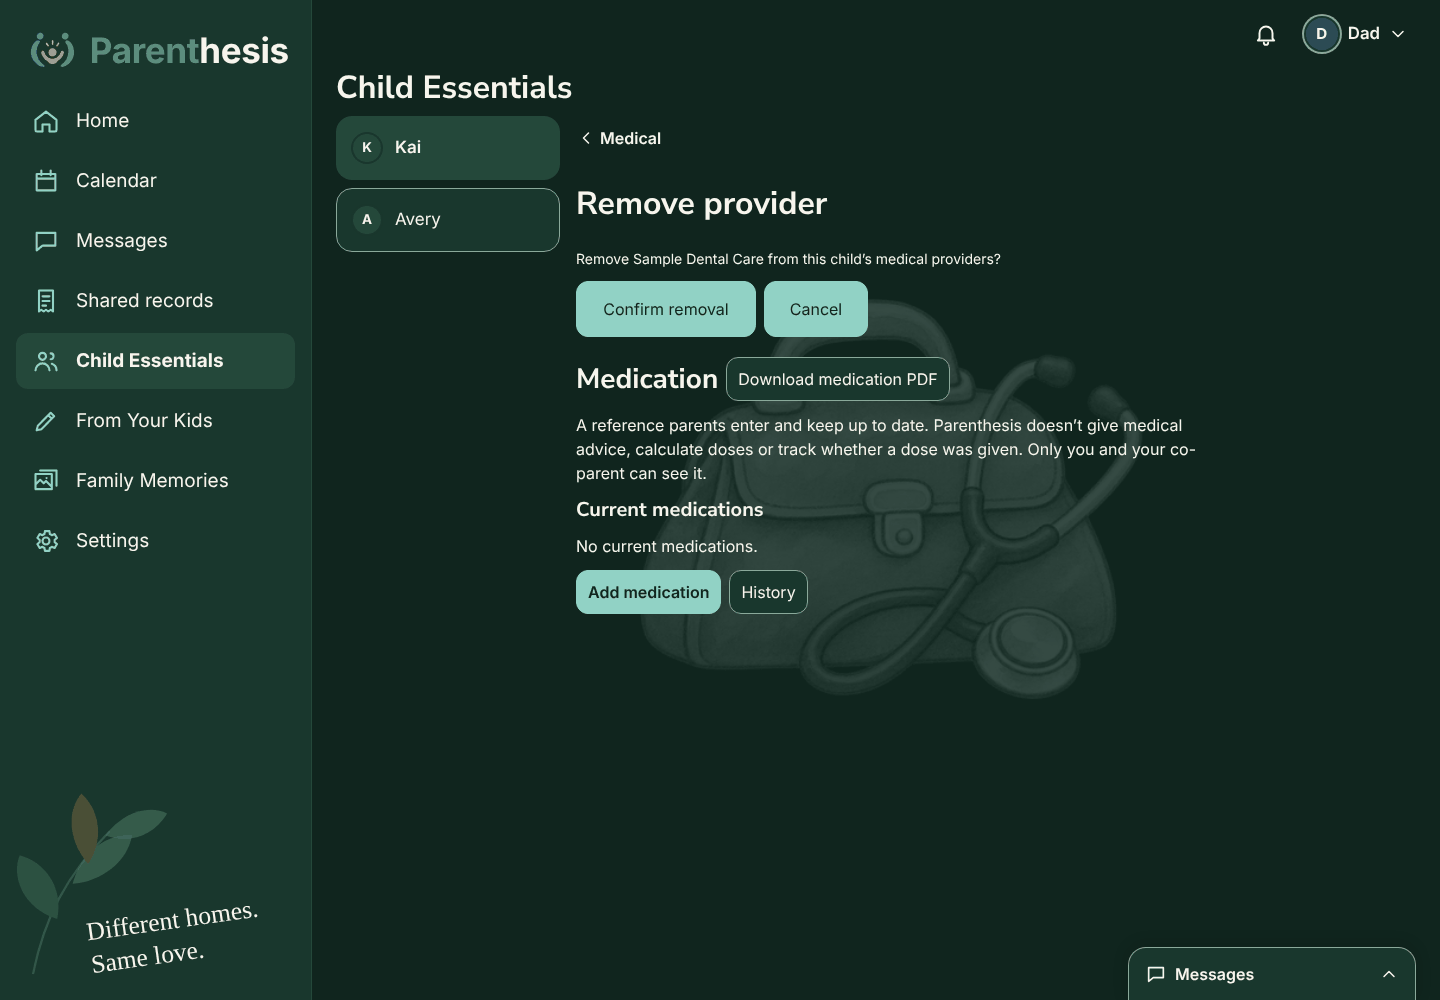 Parenthesis
Home
Calendar
Messages
Shared records
Child Essentials
From Your Kids
Family Memories
Settings
Different homes.
Same love.
D Dad
Child Essentials
K Kai
A Avery
Medical
Remove provider
Remove Sample Dental Care from this child’s medical providers?
Confirm removal Cancel
Medication Download medication PDF
A reference parents enter and keep up to date. Parenthesis doesn’t give medical
advice, calculate doses or track whether a dose was given. Only you and your co-
parent can see it.
Current medications
No current medications.
Add medication History
Messages